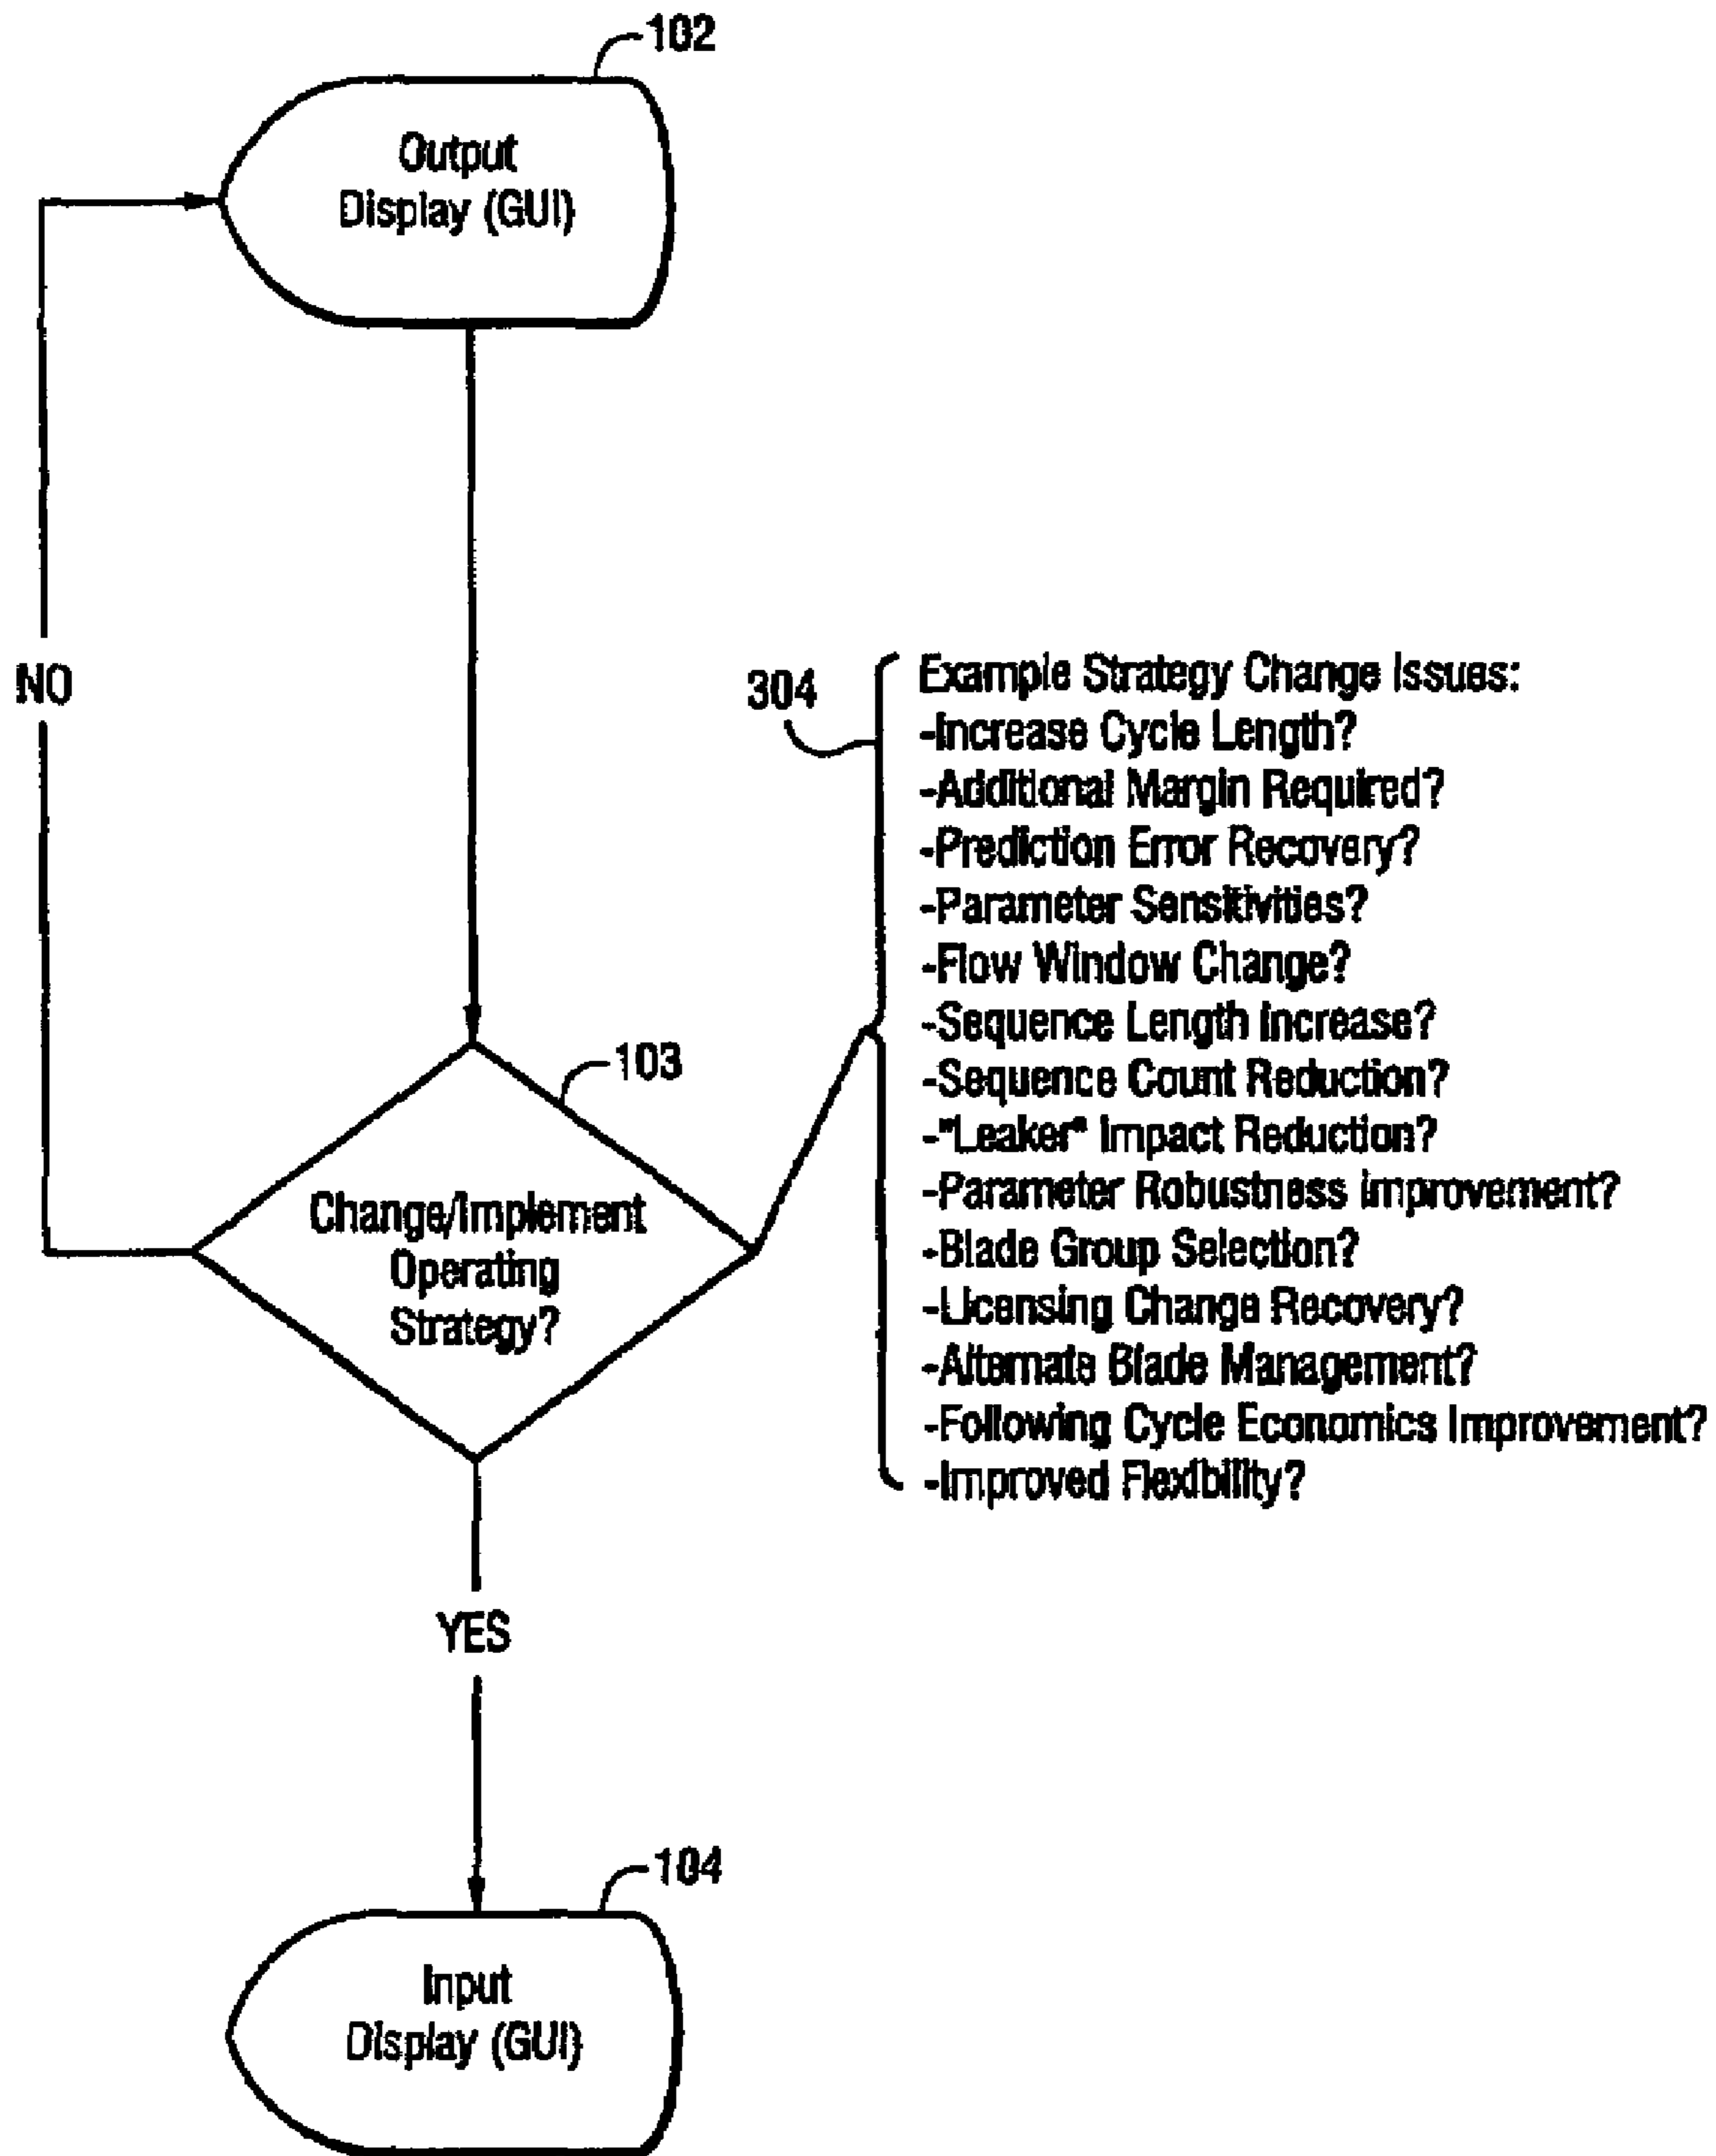 102
Output
Display (GUI)
NO
304
Example Strategy Change Issues:
-Increase Cycle Length?
-Additional Margin Required?
-Prediction Error Recovery?
-Parameter Sensitivities?
-Flow Window Change?
-Sequence Length Increase?
-Sequence Count Reduction?
-"Leaker" Impact Reduction?
-Parameter Robustness Improvement?
-Blade Group Selection?
-Licensing Change Recovery?
-Alternate Blade Management?
-Following Cycle Economics Improvement?
-Improved Flexibility?
103
Change/Implement
Operating
Strategy?
YES
104
Input
Display (GUI)